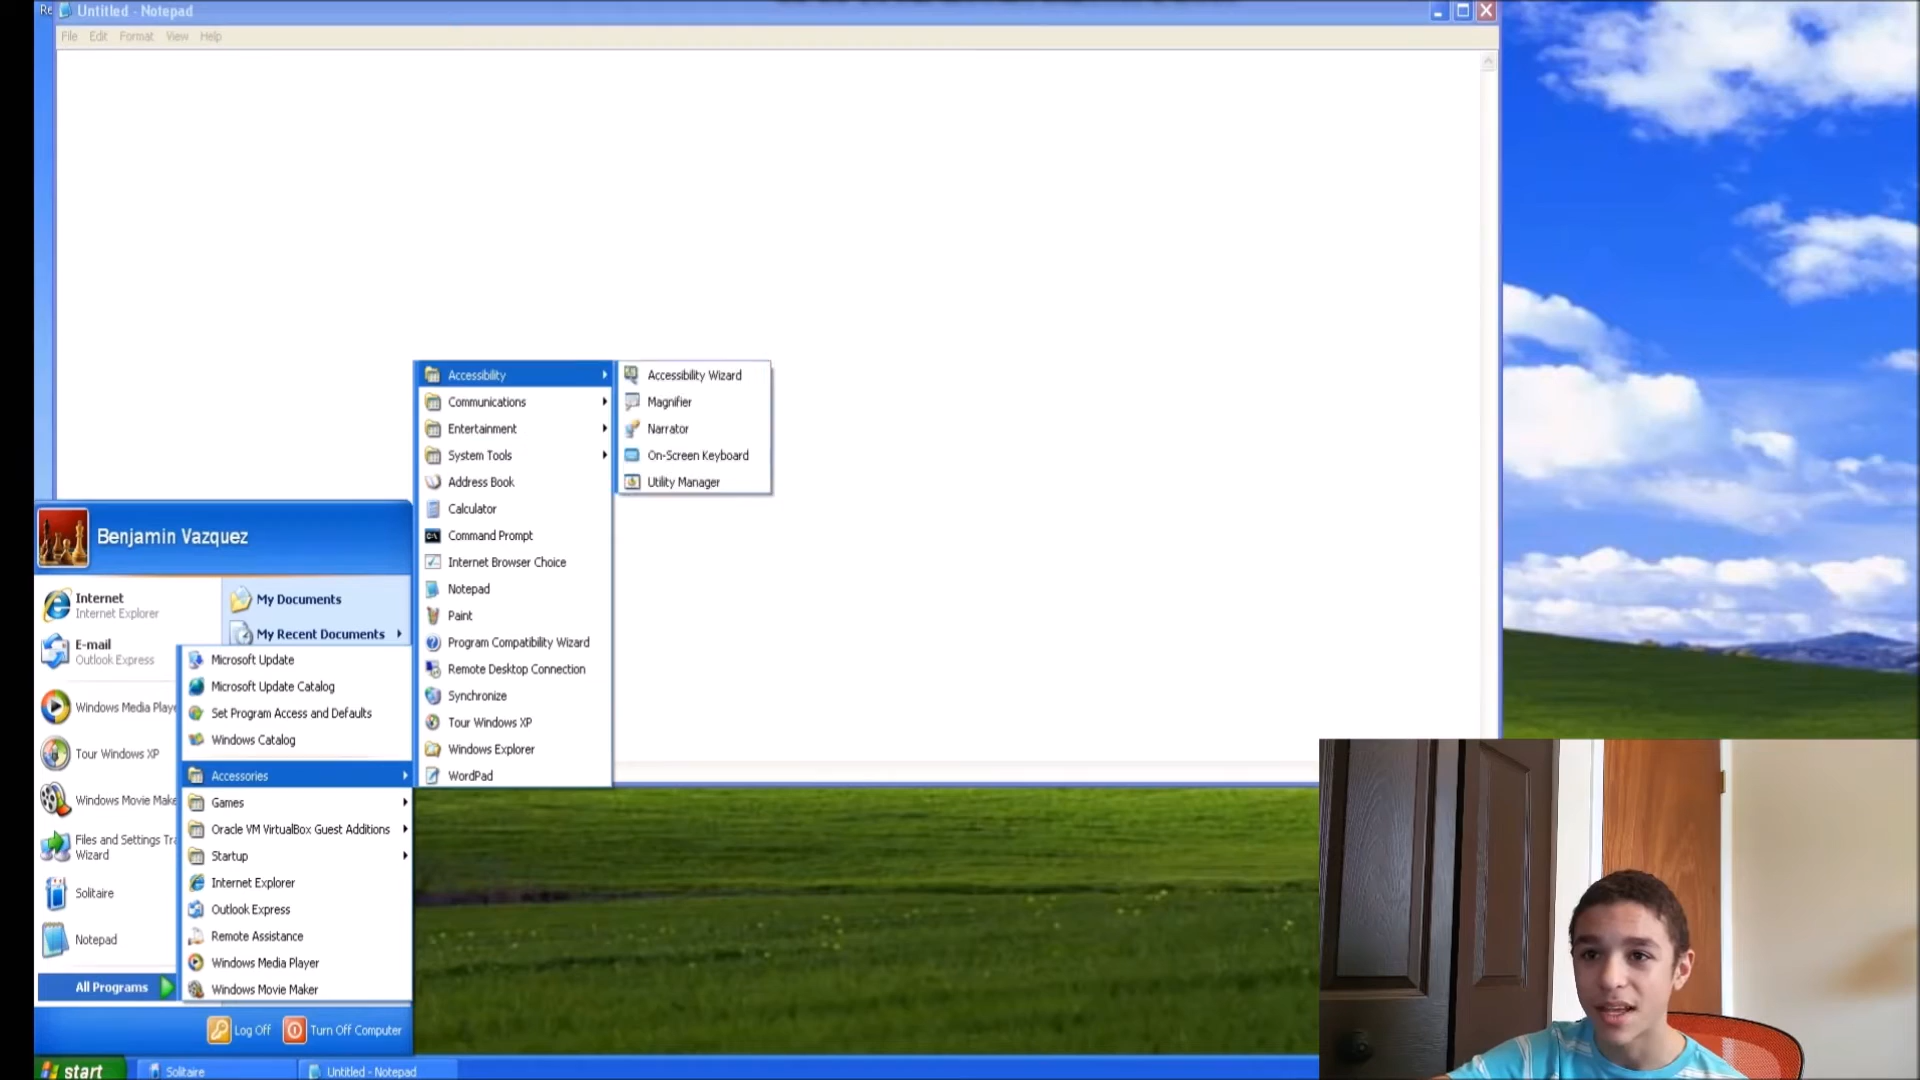 Re
Untitled - Notepad
File Edit Format View Help
Accessibility
Communications
Entertainment
System Tools
Address Book
Calculator
Command Prompt
Internet Browser Choice
Notepad
Paint
Program Compatibility Wizard
Remote Desktop Connection
Synchronize
Tour Windows XP
Windows Explorer
WordPad
Accessibility Wizard
Magnifier
Narrator
On-Screen Keyboard
Utility Manager
Benjamin Vazquez
Internet
Internet Explorer
E-mail
Outlook Express
Windows Media Playe
Tour Windows XP
Windows Movie Make
Files and Settings Tra
Wizard
Solitaire
Notepad
All Programs
My Documents
My Recent Documents
Microsoft Update
Microsoft Update Catalog
Set Program Access and Defaults
Windows Catalog
Accessories
Games
Oracle VM VirtualBox Guest Additions
Startup
Internet Explorer
Outlook Express
Remote Assistance
Windows Media Player
Windows Movie Maker
Log Off Turn Off Computer
start Solitaire Untitled - Notepad